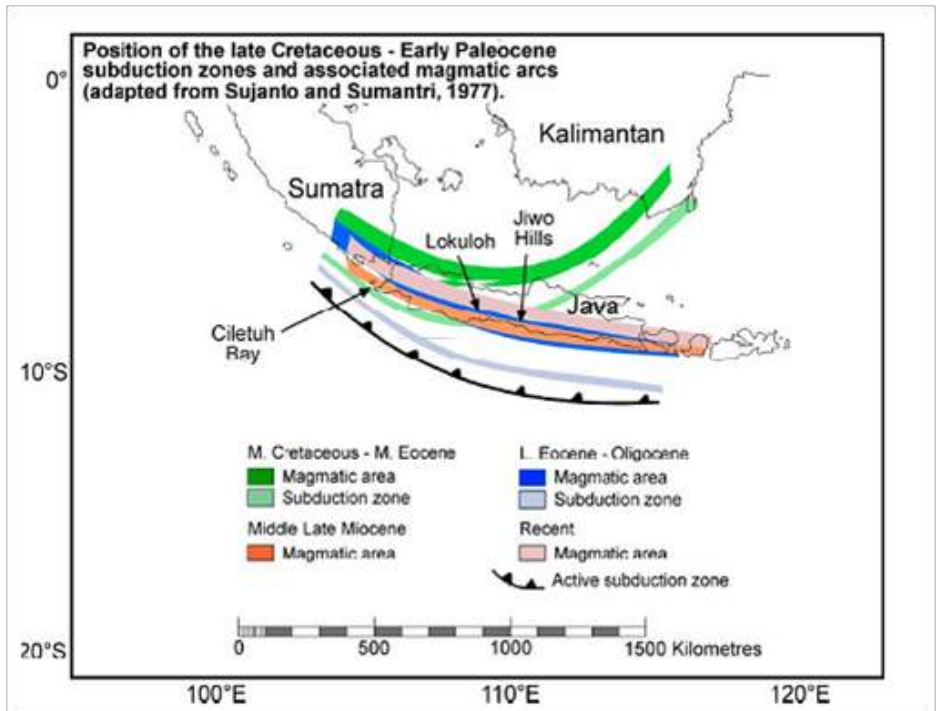 Position of the late Cretaceous - Early Paleocene
subduction zones and associated magmatic arcs
(adapted from Sujanto and Sumantri, 1977).
0°
Kalimantan
Sumatra
Jiwo
Hills
Lokuloh
Java
Ciletuh
Bay
10°S
M. Cretaceous - M. Eocene
Magmatic area
Subduction zone
Middle Late Miocene
Magmatic area
L. Eocene - Oligocene
Magmatic area
Subduction zone
Recent
Magmatic area
Active subduction zone
0 500 1000 1500 Kilometres
20°S
100°E 110°E 120°E